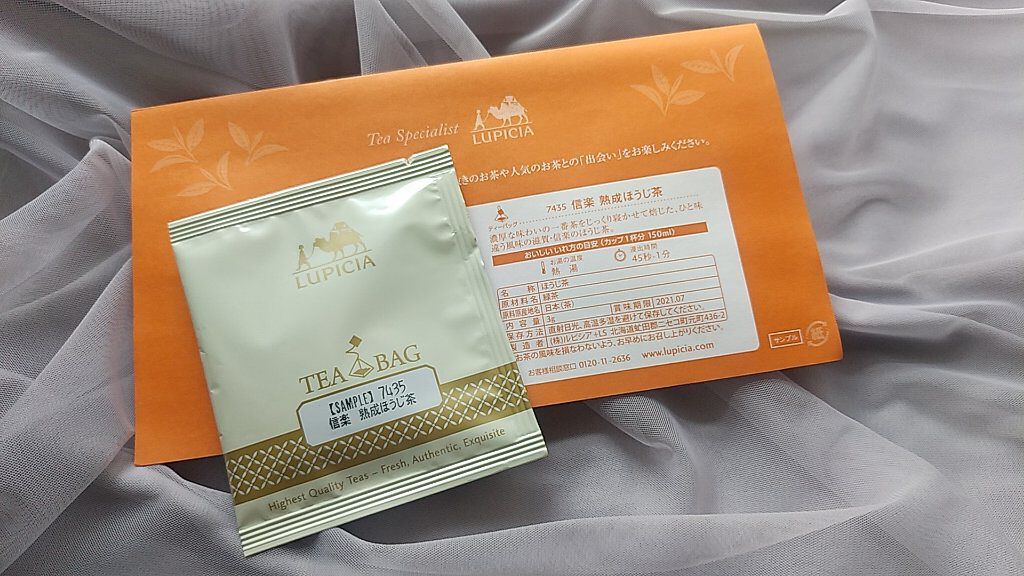 Tea Specialist
LUPICIA
きのお茶や人気のお茶との「出会い」をお楽しみください。
ティーバッグ
7435 信楽 熟成ほうじ茶
濃厚な味わいの一番茶をじっくり寝かせて焙じた、ひと味
違う風味の滋賀・信楽のほうじ茶。
おいしいいれ方の目安（カップ1杯分 150ml）
お湯の温度 熱湯
浸出時間 45秒-1分
名 称 ほうじ茶
原材料名 緑茶
原料原産地名 日本(茶)
内 容 量 3g 賞味期限 2021.07
保存方法 直射日光、高温多湿を避けて保存してください。
製 造 者 (株)ルピシア +LS 北海道虻田郡ニセコ町元町436-2
お茶の風味を損なわないよう、お早めにお召し上がりください。
お客様相談窓口 0120-11-2636 www.lupicia.com
サンプル
LUPICIA
TEA BAG
【SAMPLE】7435
信楽 熟成ほうじ茶
Highest Quality Teas – Fresh, Authentic, Exquisite